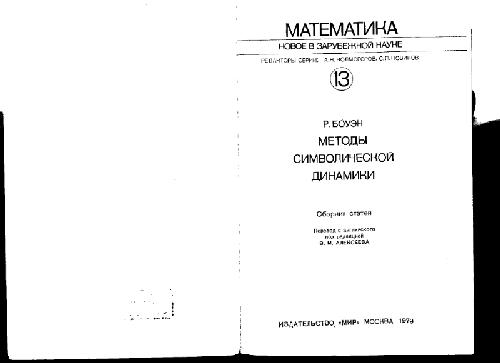 МАТЕМАТИКА
НОВОЕ В ЗАРУБЕЖНОЙ НАУКЕ
РЕДАКТОРЫ СЕРИИ: А.Н. КОЛМОГОРОВ, С.П. НОВИКОВ
13
Р. БОУЭН
МЕТОДЫ
СИМВОЛИЧЕСКОЙ
ДИНАМИКИ
Сборник статей
Перевод с английского
под редакцией
В. М. АЛЕКСЕЕВА
ИЗДАТЕЛЬСТВО «МИР» МОСКВА 1979